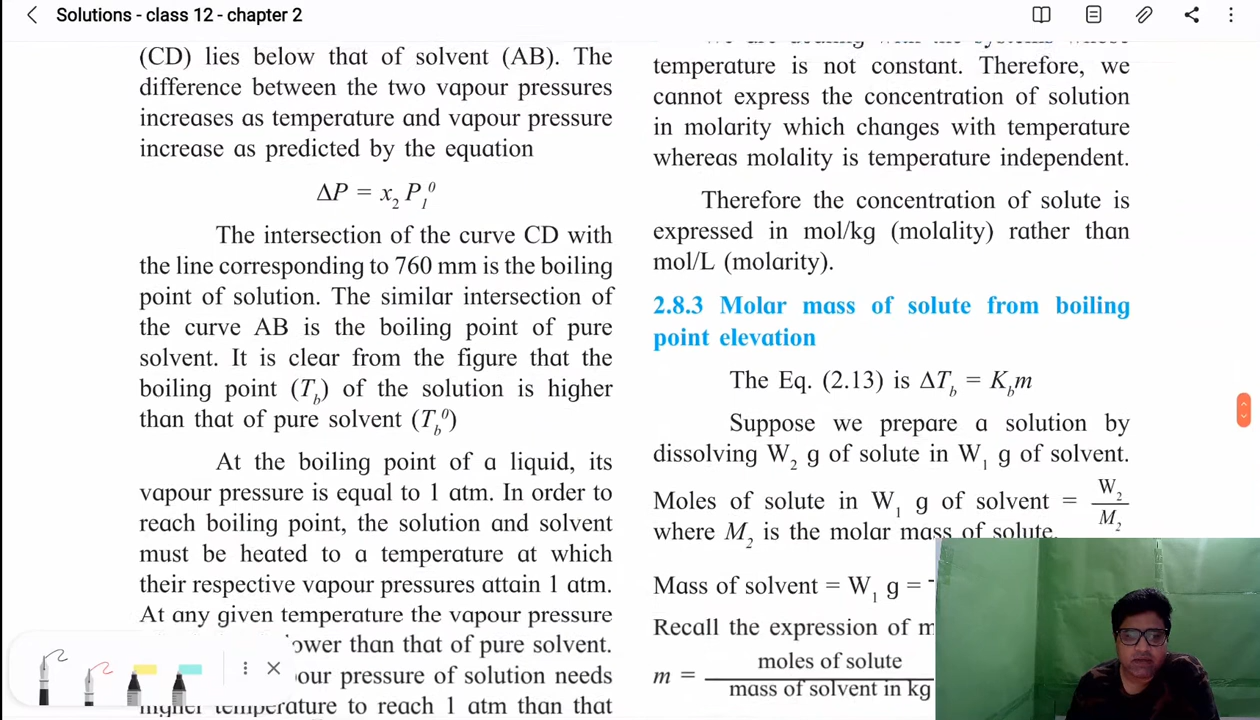 Solutions - class 12 - chapter 2
(CD) lies below that of solvent (AB). The
difference between the two vapour pressures
increases as temperature and vapour pressure
increase as predicted by the equation
ΔP = x₂ P₁⁰
The intersection of the curve CD with
the line corresponding to 760 mm is the boiling
point of solution. The similar intersection of
the curve AB is the boiling point of pure
solvent. It is clear from the figure that the
boiling point (T_b) of the solution is higher
than that of pure solvent (T_b⁰)
At the boiling point of a liquid, its
vapour pressure is equal to 1 atm. In order to
reach boiling point, the solution and solvent
must be heated to a temperature at which
their respective vapour pressures attain 1 atm.
At any given temperature the vapour pressure
lower than that of pure solvent.
our pressure of solution needs
higher temperature to reach 1 atm than that
with the systems whose
temperature is not constant. Therefore, we
cannot express the concentration of solution
in molarity which changes with temperature
whereas molality is temperature independent.
Therefore the concentration of solute is
expressed in mol/kg (molality) rather than
mol/L (molarity).
2.8.3 Molar mass of solute from boiling
point elevation
The Eq. (2.13) is ΔT_b = K_b m
Suppose we prepare a solution by
dissolving W₂ g of solute in W₁ g of solvent.
Moles of solute in W₁ g of solvent = W₂/M₂
where M₂ is the molar mass of solute.
Mass of solvent = W₁ g =
Recall the expression of m
m = moles of solute / mass of solvent in kg